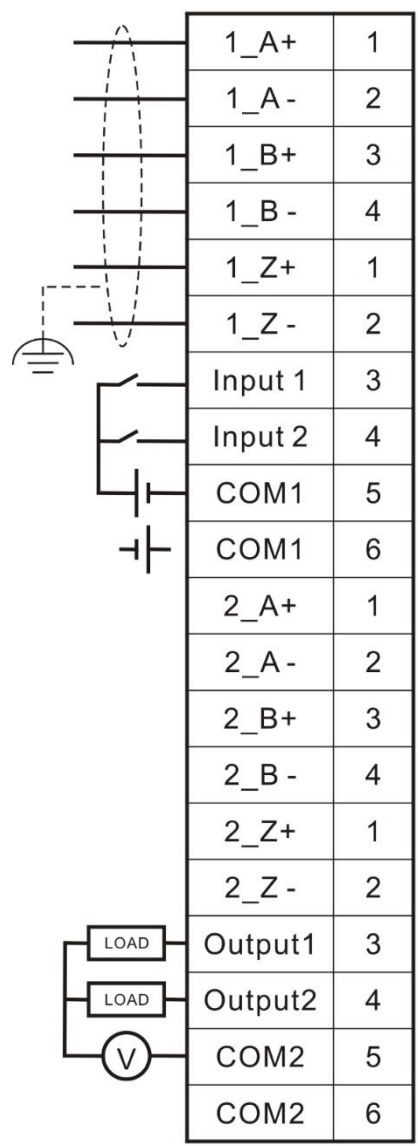 1_A+ 1
1_A- 2
1_B+ 3
1_B- 4
1_Z+ 1
1_Z- 2
Input 1 3
Input 2 4
COM1 5
COM1 6
2_A+ 1
2_A- 2
2_B+ 3
2_B- 4
2_Z+ 1
2_Z- 2
LOAD Output1 3
LOAD Output2 4
V COM2 5
COM2 6